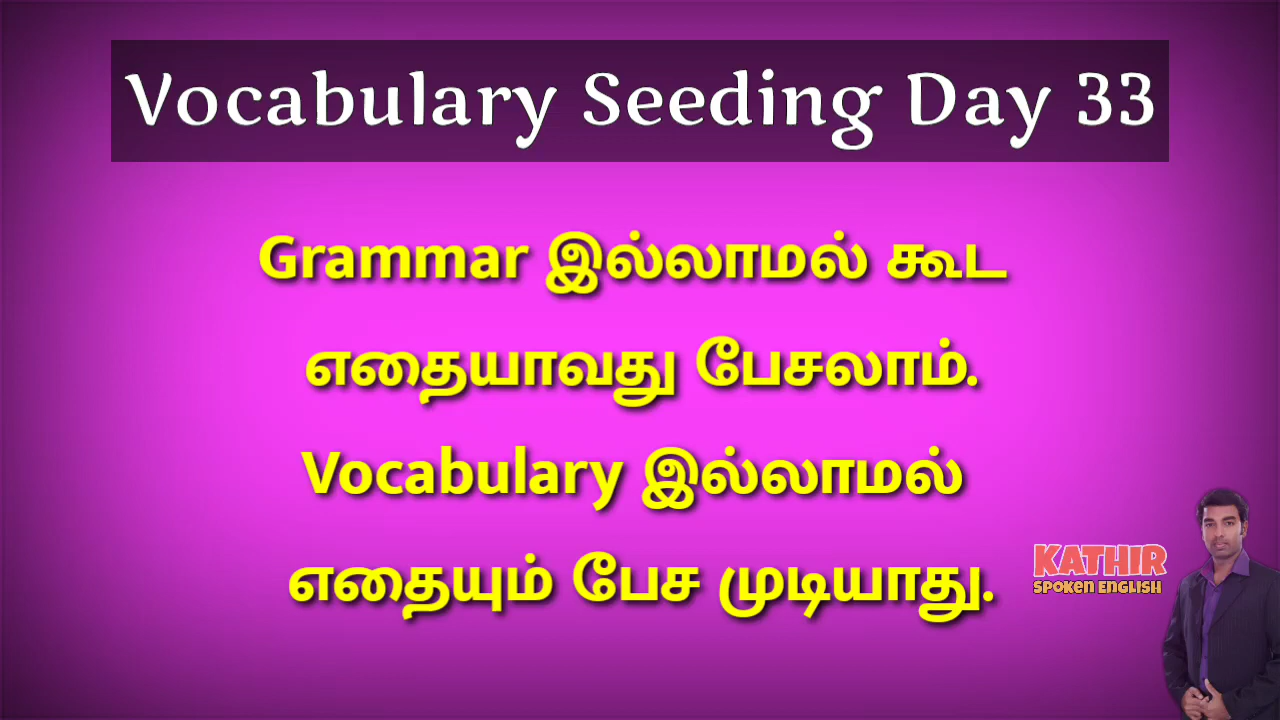 Vocabulary Seeding Day 33
Grammar இல்லாமல் கூட
எதையாவது பேசலாம்.
Vocabulary இல்லாமல்
எதையும் பேச முடியாது.
KATHIR
SPOKEN ENGLISH